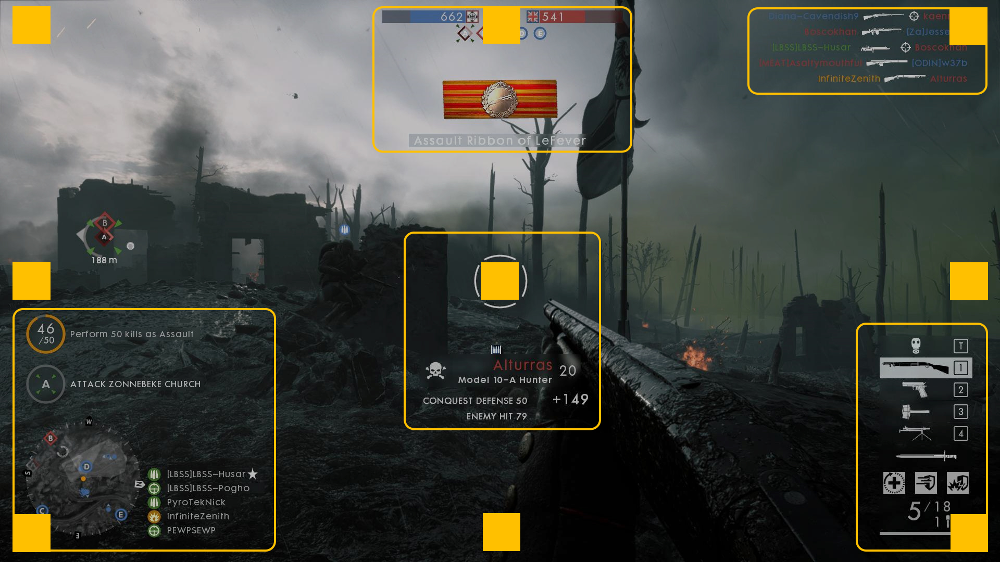 662 541
A D E
Assault Ribbon of LeFever
Diana-Cavendish9
Boscokhan [Za]Jesse
[LBSS]LBSS-Husar Boscokhan
[MEAT]Asaltymouthful [ODIN]w37b
InfiniteZenith Alturras
B
A
188 m
46
/50
Perform 50 kills as Assault
A
ATTACK ZONNEBEKE CHURCH
W
B
D
S
N
C
E
E
[LBSS]LBSS-Husar
[LBSS]LBSS-Pogho
PyroTekNick
InfiniteZenith
PEWPSEWP
Alturras 20
Model 10-A Hunter
CONQUEST DEFENSE 50 +149
ENEMY HIT 79
T
1
2
3
4
5/18
1